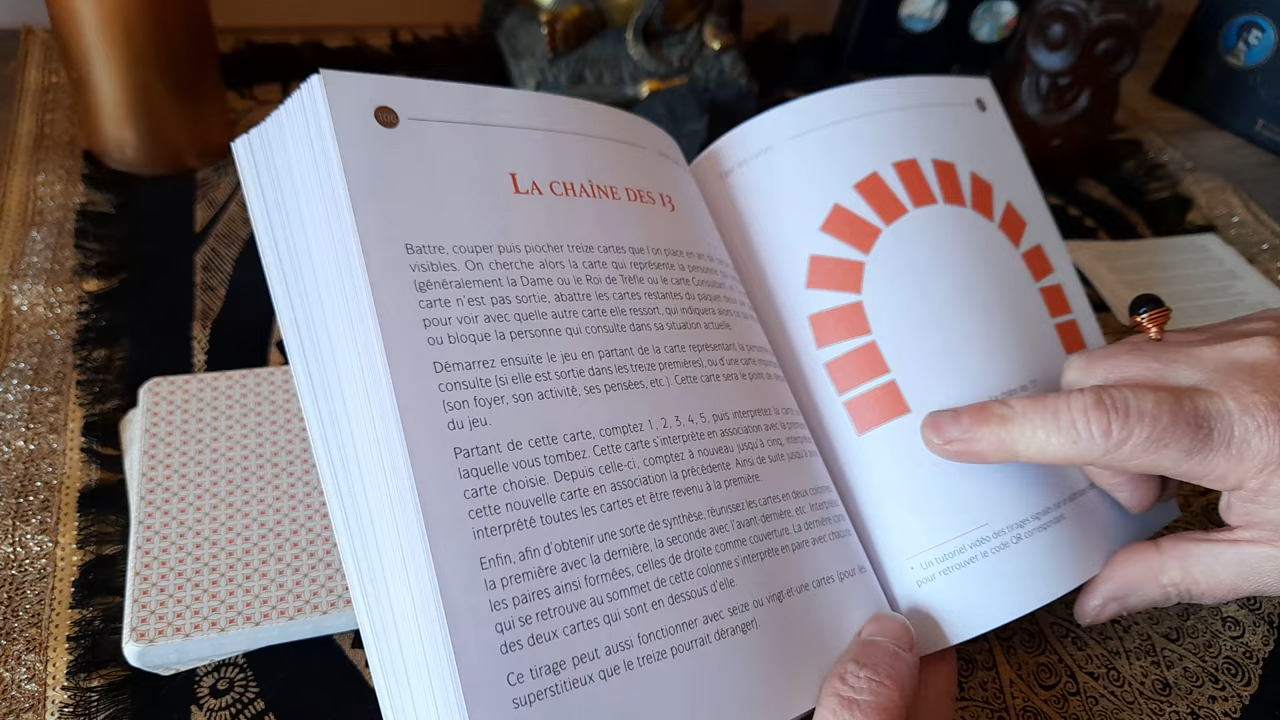 106
LA CHAÎNE DES 13
Battre, couper puis piocher treize cartes que l'on place en arc de
visibles. On cherche alors la carte qui représente la personne
(généralement la Dame ou le Roi de Trèfle ou la carte Consultant
carte n'est pas sortie, abattre les cartes restantes du paquet
pour voir avec quelle autre carte elle ressort, qui indiquera alors
ou bloque la personne qui consulte dans sa situation actuelle.
Démarrez ensuite le jeu en partant de la carte représentant la personne
consulte (si elle est sortie dans les treize premières), ou d'une carte
(son foyer, son activité, ses pensées, etc.). Cette carte sera le point de
du jeu.
Partant de cette carte, comptez 1, 2, 3, 4, 5, puis interprétez la carte
laquelle vous tombez. Cette carte s'interprète en association avec la première
carte choisie. Depuis celle-ci, comptez à nouveau jusqu'à cinq,
cette nouvelle carte en association la précédente. Ainsi de suite jusqu'à
interprété toutes les cartes et être revenu à la première.
Enfin, afin d'obtenir une sorte de synthèse, réunissez les cartes en deux colonnes
la première avec la dernière, la seconde avec l'avant-dernière, etc.
les paires ainsi formées, celles de droite comme couverture. La dernière carte
qui se retrouve au sommet de cette colonne s'interprète en paire avec chacune
des deux cartes qui sont en dessous d'elle.
Ce tirage peut aussi fonctionner avec seize ou vingt-et-une cartes (pour les
superstitieux que le treize pourrait déranger).
* Un tutoriel vidéo des tirages signalés par un
pour retrouver le code QR correspondant